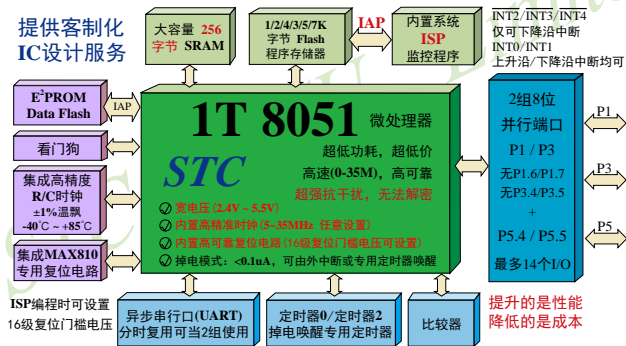 提供客制化
IC设计服务
大容量 256
字节 SRAM
1/2/4/3/5/7K
字节 Flash
程序存储器
IAP
内置系统
ISP
监控程序
INT2/INT3/INT4
仅可下降沿中断
INT0/INT1
上升沿/下降沿中断均可
E²PROM
Data Flash
IAP
看门狗
集成高精度
R/C时钟
±1%温飘
-40℃ ~ +85℃
集成MAX810
专用复位电路
ISP编程时可设置
16级复位门槛电压
1T 8051 微处理器
STC
超低功耗，超低价
高速(0-35M)，高可靠
超强抗干扰，无法解密
宽电压(2.4V ~ 5.5V)
内置高精准时钟(5~35MHz 任意设置)
内置高可靠复位电路(16级复位门槛电压可设置)
掉电模式：<0.1uA，可由外中断或专用定时器唤醒
2组8位
并行端口
P1 / P3
无P1.6/P1.7
无P3.4/P3.5
+
P5.4 / P5.5
最多14个I/O
P1
P3
P5
异步串行口(UART)
分时复用可当2组使用
定时器0/定时器2
掉电唤醒专用定时器
比较器
提升的是性能
降低的是成本